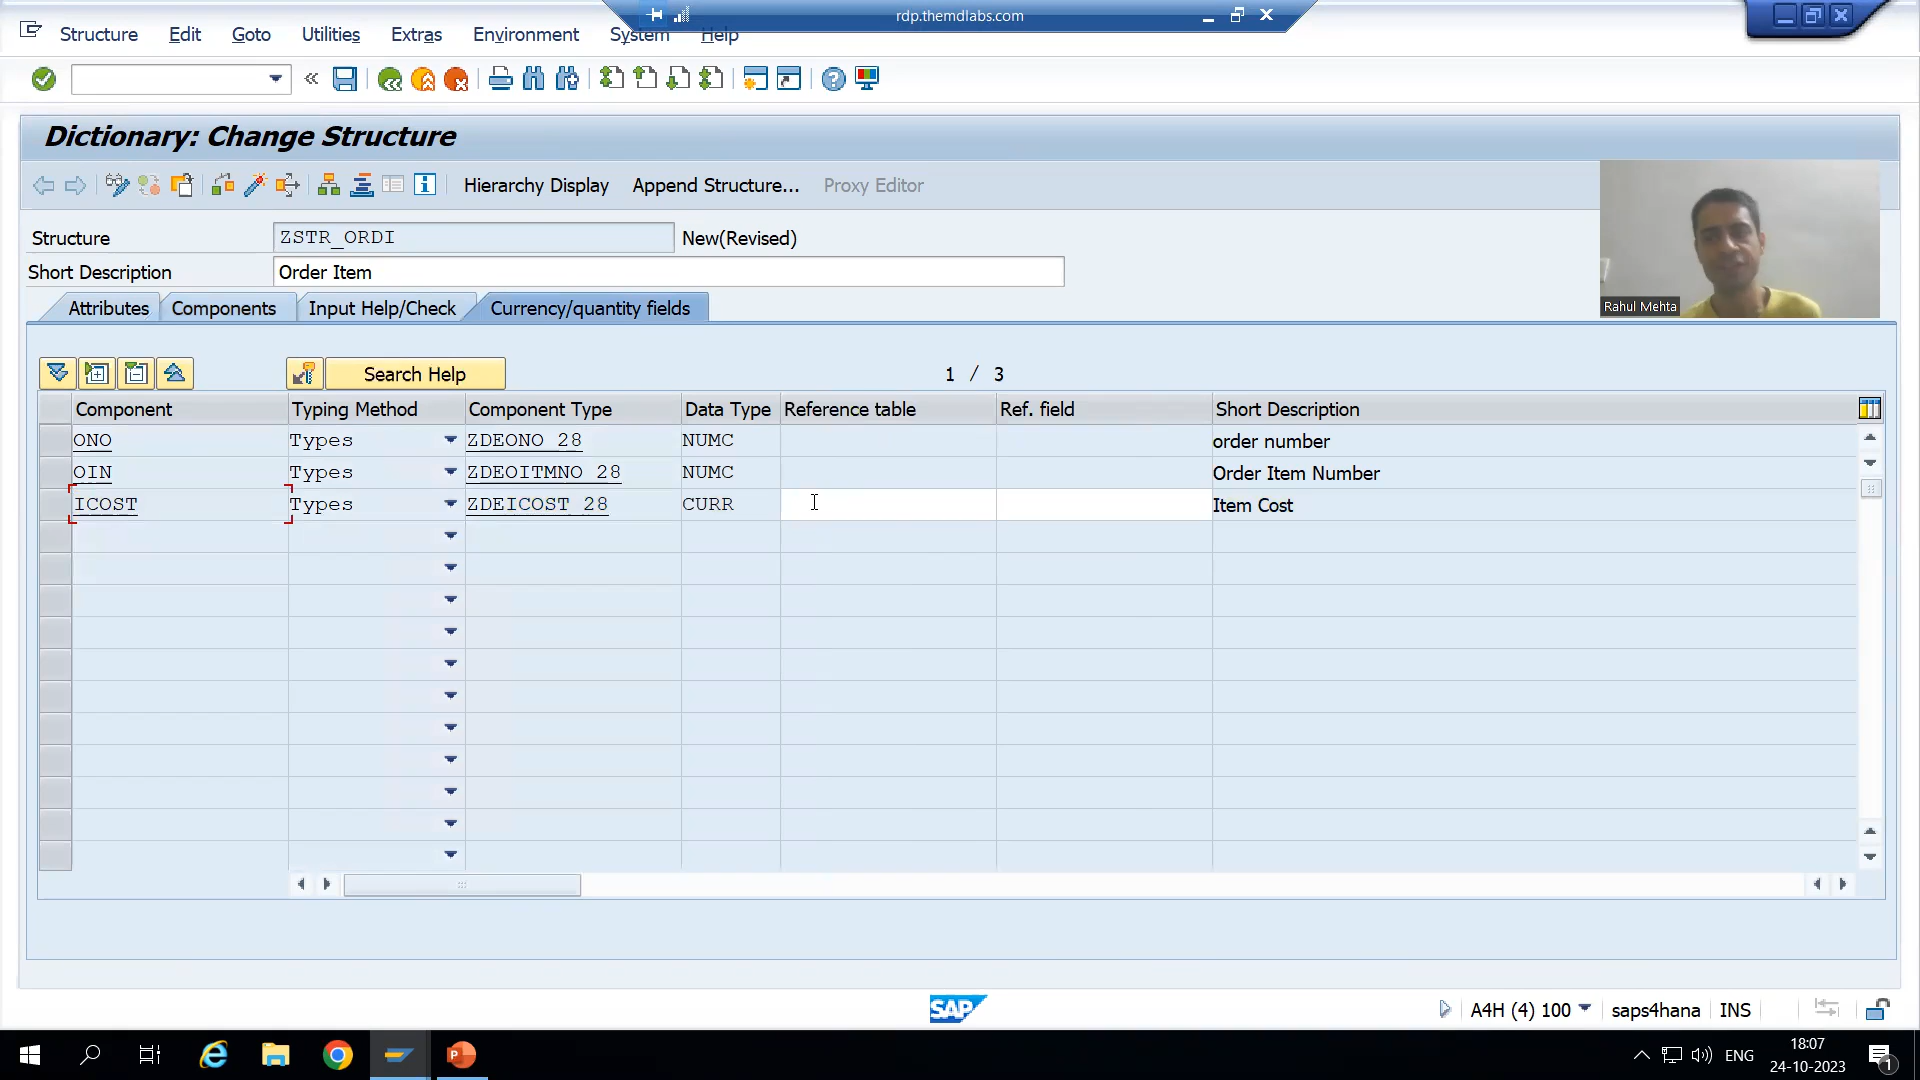 rdp.themdlabs.com
Structure Edit Goto Utilities Extras Environment System Help
Dictionary: Change Structure
Hierarchy Display Append Structure... Proxy Editor
Structure ZSTR_ORDI New(Revised)
Short Description Order Item
Rahul Mehta
Attributes Components Input Help/Check Currency/quantity fields
Search Help 1 / 3
Component Typing Method Component Type Data Type Reference table Ref. field Short Description
ONO Types ZDEONO_28 NUMC order number
OIN Types ZDEOITMNO_28 NUMC Order Item Number
ICOST Types ZDEICOST_28 CURR Item Cost
SAP A4H (4) 100 saps4hana INS
ENG
18:07
24-10-2023
1